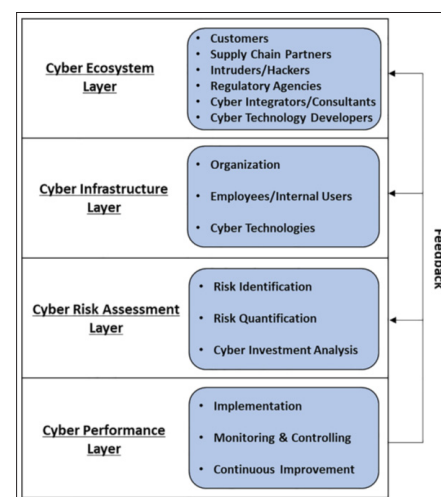 Cyber Ecosystem
Layer
• Customers
• Supply Chain Partners
• Intruders/Hackers
• Regulatory Agencies
• Cyber Integrators/Consultants
• Cyber Technology Developers
Cyber Infrastructure
Layer
• Organization
• Employees/Internal Users
• Cyber Technologies
Cyber Risk Assessment
Layer
• Risk Identification
• Risk Quantification
• Cyber Investment Analysis
Cyber Performance
Layer
• Implementation
• Monitoring & Controlling
• Continuous Improvement
Feedback